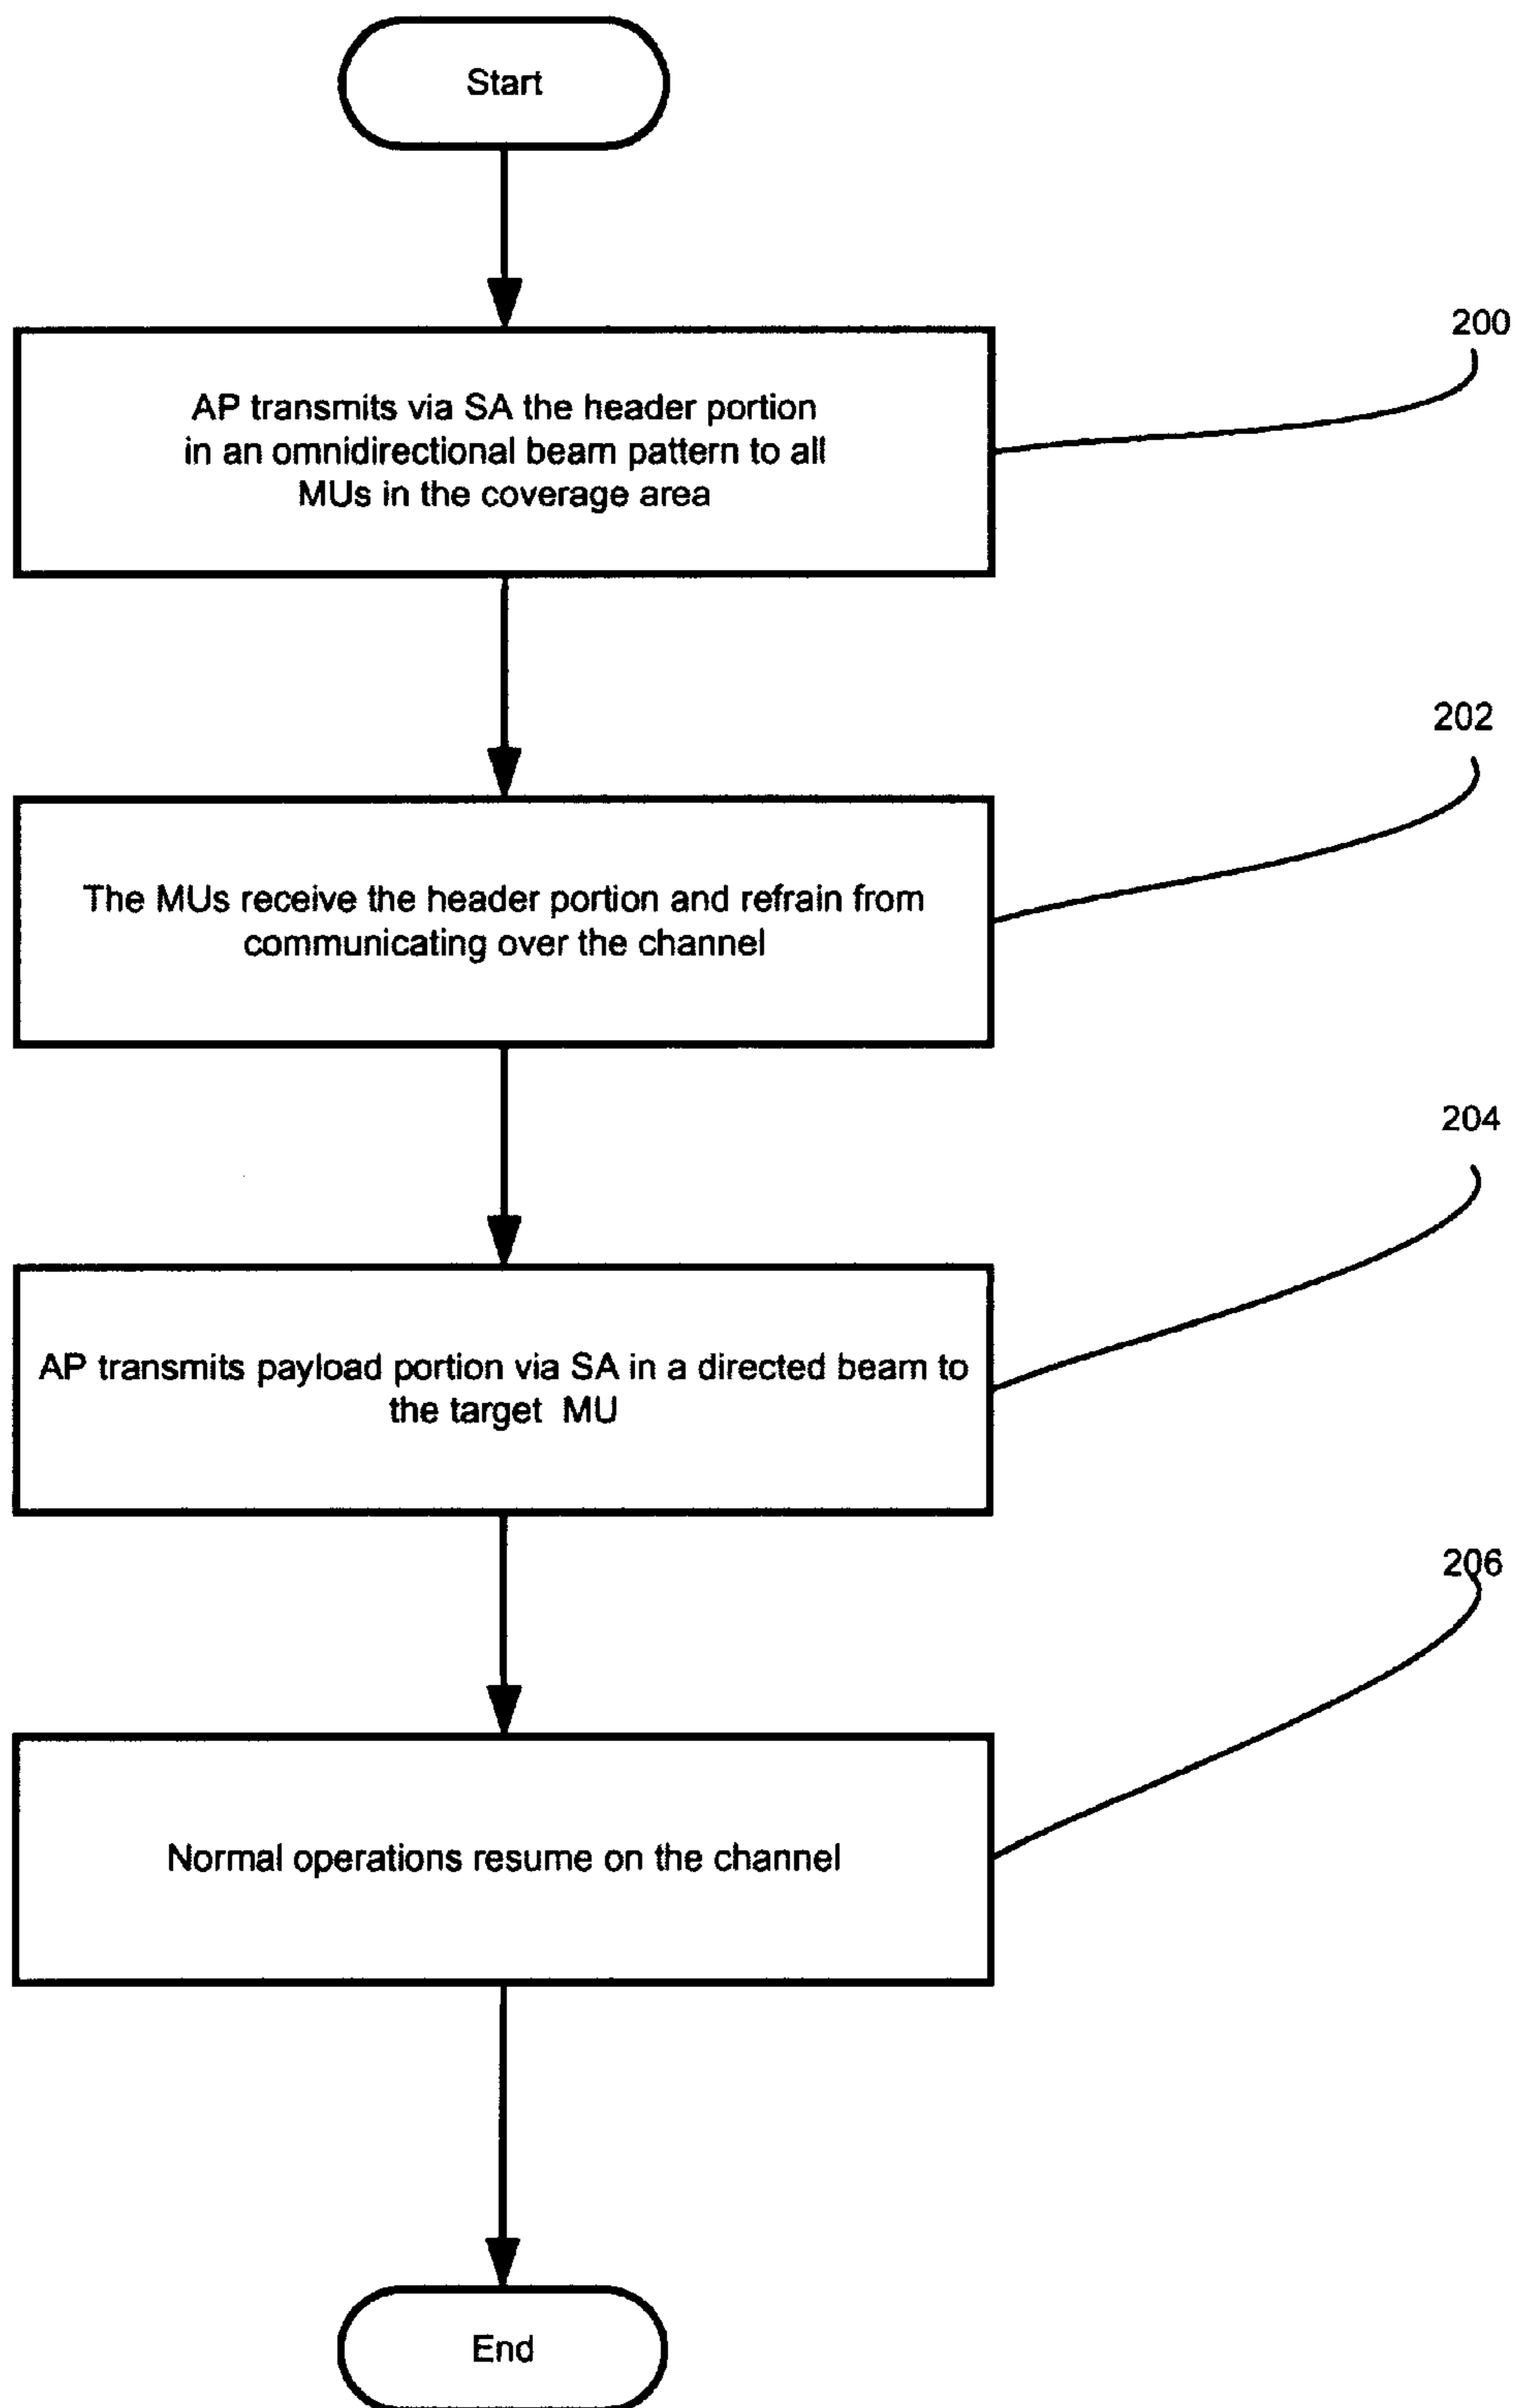 Start
200
AP transmits via SA the header portion
in an omnidirectional beam pattern to all
MUs in the coverage area
202
The MUs receive the header portion and refrain from
communicating over the channel
204
AP transmits payload portion via SA in a directed beam to
the target MU
206
Normal operations resume on the channel
End